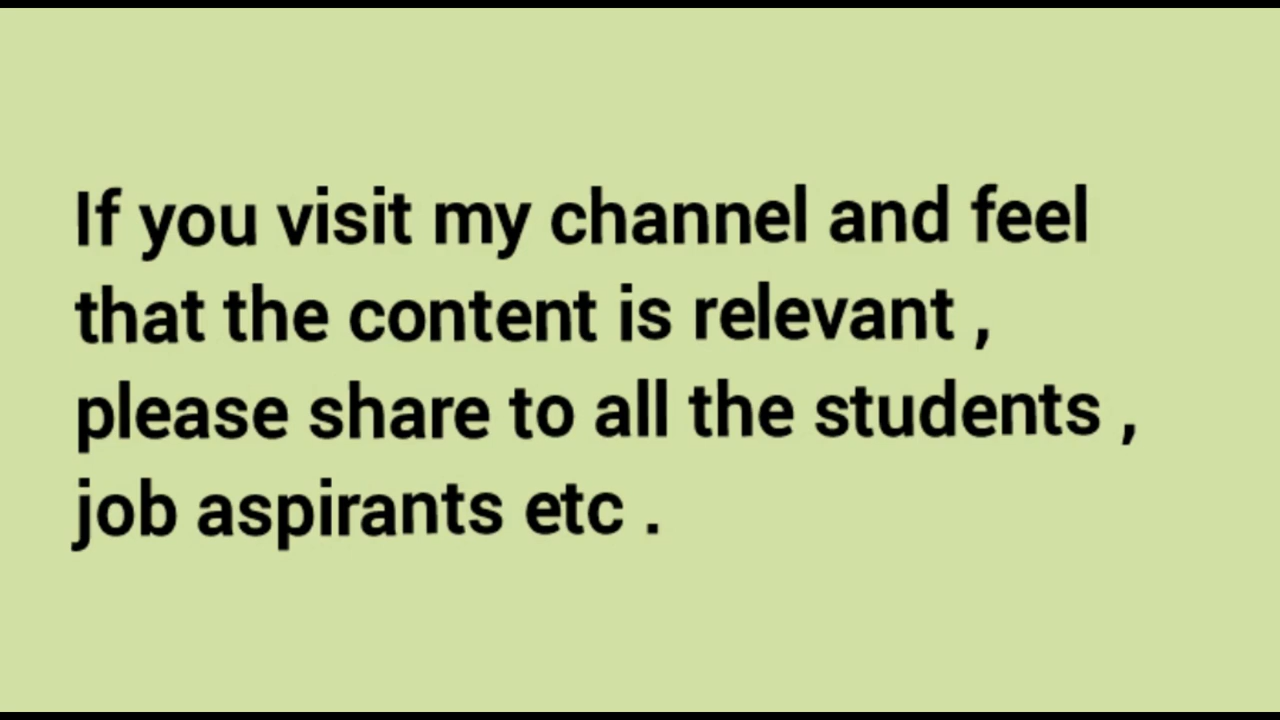 If you visit my channel and feel
that the content is relevant ,
please share to all the students ,
job aspirants etc .